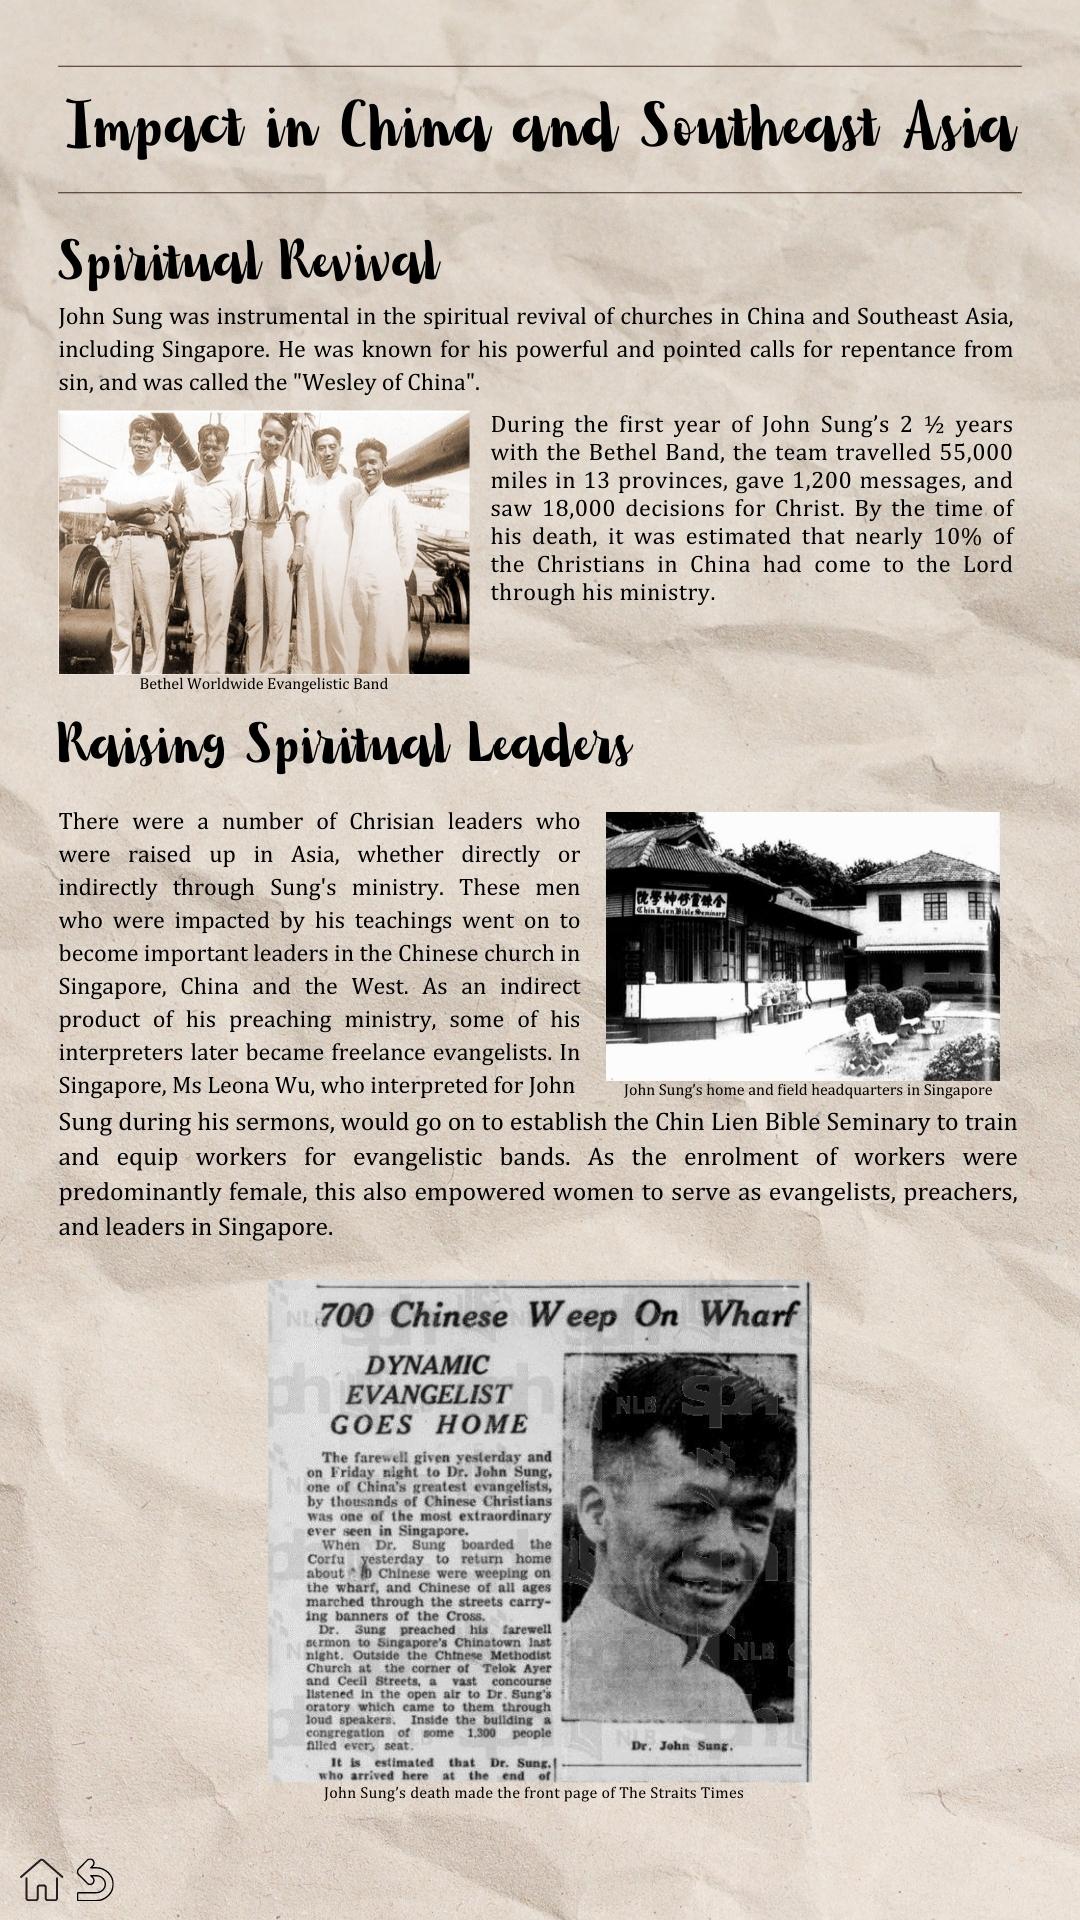 Impact in China and Southeast Asia
Spiritual Revival
John Sung was instrumental in the spiritual revival of churches in China and Southeast Asia,
including Singapore. He was known for his powerful and pointed calls for repentance from
sin, and was called the "Wesley of China".
During the first year of John Sung’s 2 ½ years
with the Bethel Band, the team travelled 55,000
miles in 13 provinces, gave 1,200 messages, and
saw 18,000 decisions for Christ. By the time of
his death, it was estimated that nearly 10% of
the Christians in China had come to the Lord
through his ministry.
Bethel Worldwide Evangelistic Band
Raising Spiritual Leaders
There were a number of Chrisian leaders who
were raised up in Asia, whether directly or
indirectly through Sung's ministry. These men
who were impacted by his teachings went on to
become important leaders in the Chinese church in
Singapore, China and the West. As an indirect
product of his preaching ministry, some of his
interpreters later became freelance evangelists. In
Singapore, Ms Leona Wu, who interpreted for John
院學神修靈鍊金
Chin Lien Bible Seminary
John Sung’s home and field headquarters in Singapore
Sung during his sermons, would go on to establish the Chin Lien Bible Seminary to train
and equip workers for evangelistic bands. As the enrolment of workers were
predominantly female, this also empowered women to serve as evangelists, preachers,
and leaders in Singapore.
700 Chinese Weep On Wharf
DYNAMIC
EVANGELIST
GOES HOME
The farewell given yesterday and
on Friday night to Dr. John Sung,
one of China's greatest evangelists,
by thousands of Chinese Christians
was one of the most extraordinary
ever seen in Singapore.
When Dr. Sung boarded the
Corfu yesterday to return home
about Chinese were weeping on
the wharf, and Chinese of all ages
marched through the streets carry-
ing banners of the Cross.
Dr. Sung preached his farewell
sermon to Singapore's Chinatown last
night. Outside the Chinese Methodist
Church at the corner of Telok Ayer
and Cecil Streets, a vast concourse
listened in the open air to Dr. Sung's
oratory which came to them through
loud speakers. Inside the building a
congregation of some 1,300 people
filled every seat.
It is estimated that Dr. Sung,
who arrived here at the end of
NLB sph
NLB
Dr. John Sung.
John Sung’s death made the front page of The Straits Times